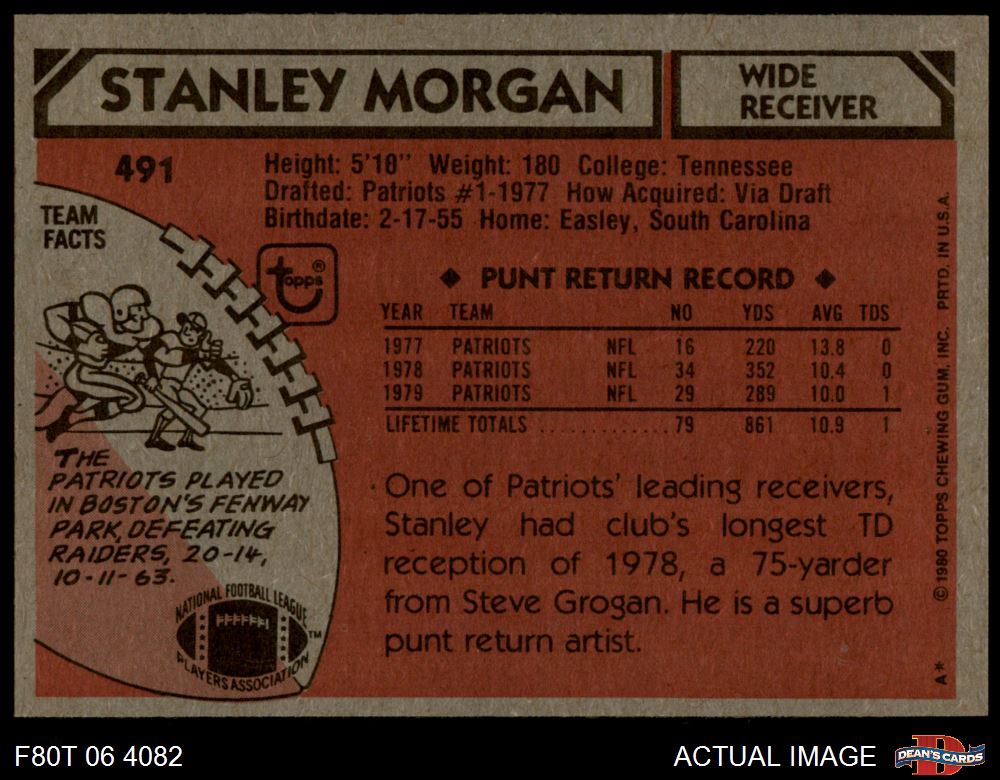 STANLEY MORGAN
WIDE
RECEIVER
491
Height: 5'10" Weight: 180 College: Tennessee
Drafted: Patriots #1-1977 How Acquired: Via Draft
Birthdate: 2-17-55 Home: Easley, South Carolina
TEAM
FACTS
topps®
◆ PUNT RETURN RECORD ◆
YEAR TEAM NO YDS AVG TDS
1977 PATRIOTS NFL 16 220 13.8 0
1978 PATRIOTS NFL 34 352 10.4 0
1979 PATRIOTS NFL 29 289 10.0 1
LIFETIME TOTALS ............. 79 861 10.9 1
THE
PATRIOTS PLAYED
IN BOSTON'S FENWAY
PARK, DEFEATING
RAIDERS, 20-14,
10-11-63.
NATIONAL FOOTBALL LEAGUE
PLAYERS ASSOCIATION
TM
One of Patriots' leading receivers,
Stanley had club's longest TD
reception of 1978, a 75-yarder
from Steve Grogan. He is a superb
punt return artist.
© 1980 TOPPS CHEWING GUM, INC. PRTD. IN U.S.A.
A*
F80T 06 4082
ACTUAL IMAGE
D
DEAN'S CARDS